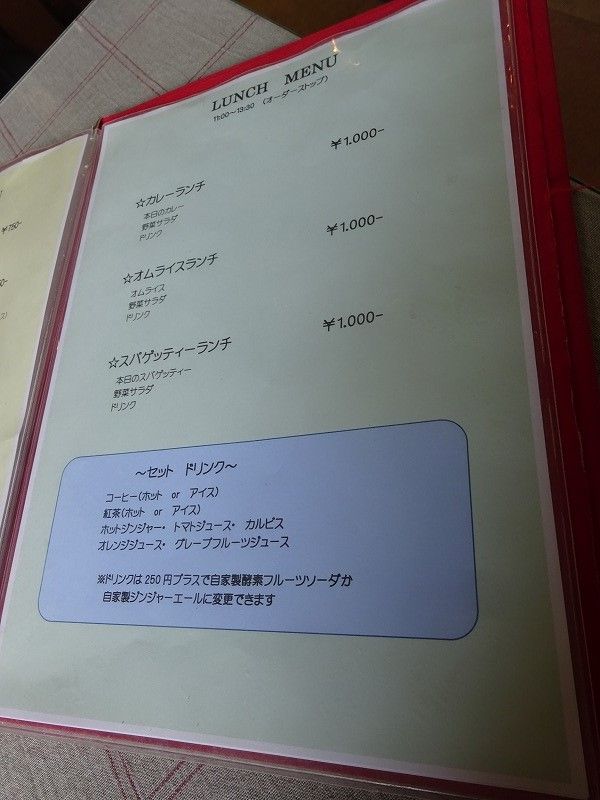 LUNCH MENU
11:00～13:30 (オーダーストップ)
¥1.000-
☆カレーランチ
本日のカレー
野菜サラダ
ドリンク
¥1.000-
☆オムライスランチ
オムライス
野菜サラダ
ドリンク
¥1.000-
☆スパゲッティーランチ
本日のスパゲッティー
野菜サラダ
ドリンク
～セット ドリンク～
コーヒー(ホット or アイス)
紅茶(ホット or アイス)
ホットジンジャー・ トマトジュース・ カルピス
オレンジジュース・ グレープフルーツジュース
※ドリンクは250円プラスで自家製酵素フルーツソーダか
自家製ジンジャーエールに変更できます
¥750-